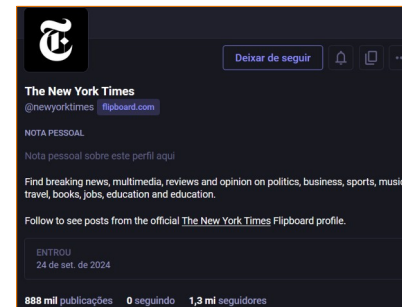 Deixar de seguir
The New York Times
@newyorktimes flipboard.com
NOTA PESSOAL
Nota pessoal sobre este perfil aqui
Find breaking news, multimedia, reviews and opinion on politics, business, sports,
travel, books, jobs, education and education.
Follow to see posts from the official The New York Times Flipboard profile.
ENTROU
24 de set. de 2024
888 mil publicações 0 seguindo 1,3 mi seguidores